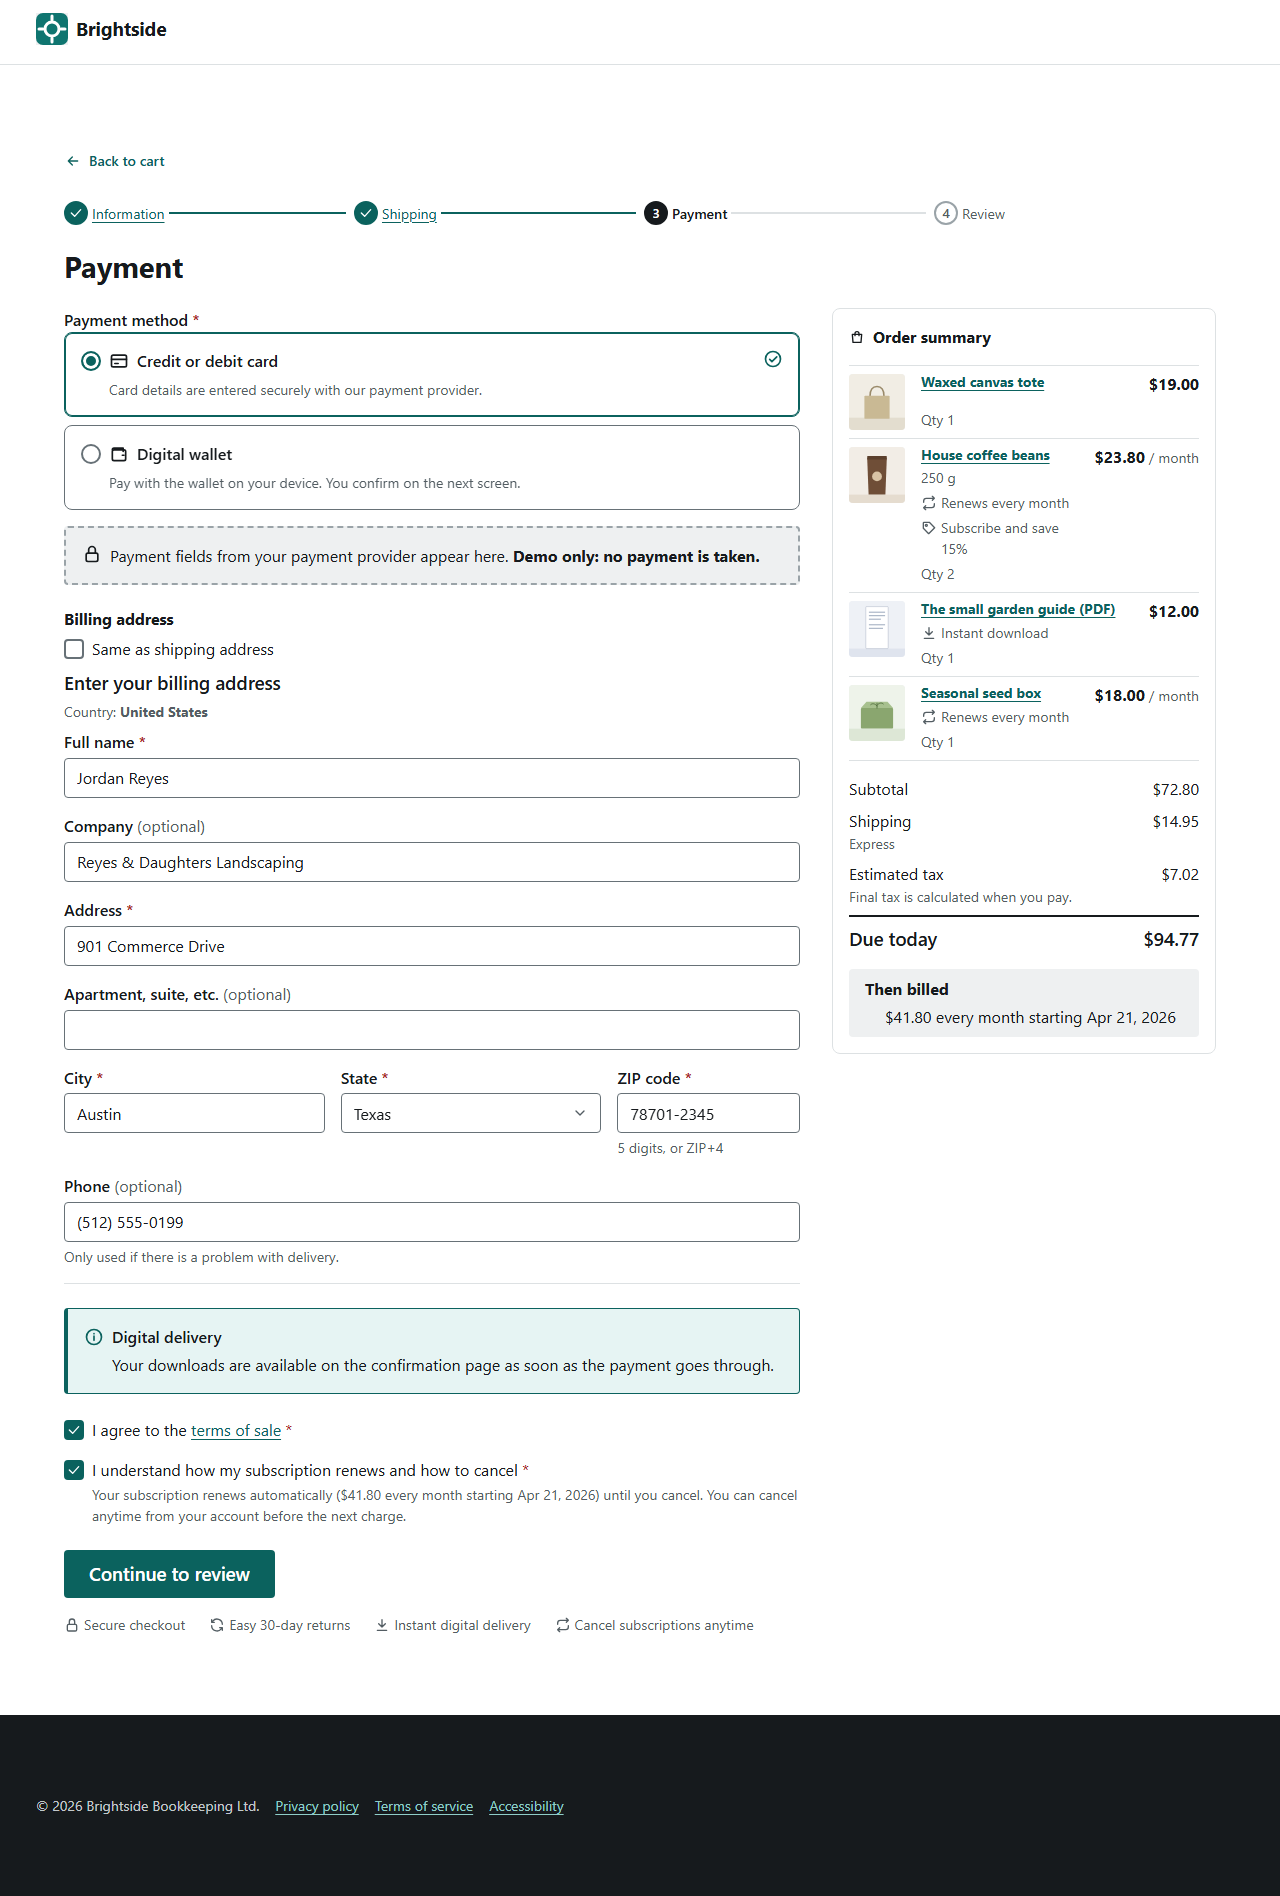 Brightside
Back to cart
Information
Shipping
3 Payment
4 Review
Payment
Payment method *
Credit or debit card
Card details are entered securely with our payment provider.
Digital wallet
Pay with the wallet on your device. You confirm on the next screen.
Payment fields from your payment provider appear here. Demo only: no payment is taken.
Billing address
Same as shipping address
Enter your billing address
Country: United States
Full name *
Jordan Reyes
Company (optional)
Reyes & Daughters Landscaping
Address *
901 Commerce Drive
Apartment, suite, etc. (optional)
City *
Austin
State *
Texas
ZIP code *
78701-2345
5 digits, or ZIP+4
Phone (optional)
(512) 555-0199
Only used if there is a problem with delivery.
Digital delivery
Your downloads are available on the confirmation page as soon as the payment goes through.
I agree to the terms of sale *
I understand how my subscription renews and how to cancel *
Your subscription renews automatically ($41.80 every month starting Apr 21, 2026) until you cancel. You can cancel
anytime from your account before the next charge.
Continue to review
Secure checkout
Easy 30-day returns
Instant digital delivery
Cancel subscriptions anytime
Order summary
Waxed canvas tote
$19.00
Qty 1
House coffee beans
$23.80 / month
250 g
Renews every month
Subscribe and save
15%
Qty 2
The small garden guide (PDF)
$12.00
Instant download
Qty 1
Seasonal seed box
$18.00 / month
Renews every month
Qty 1
Subtotal
$72.80
Shipping
$14.95
Express
Estimated tax
$7.02
Final tax is calculated when you pay.
Due today
$94.77
Then billed
$41.80 every month starting Apr 21, 2026
© 2026 Brightside Bookkeeping Ltd.
Privacy policy
Terms of service
Accessibility